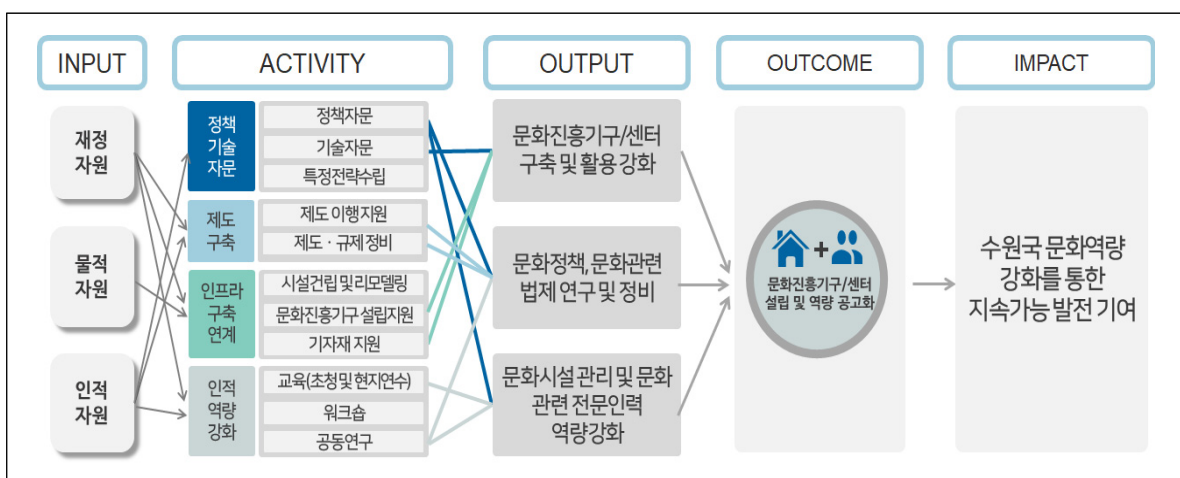 INPUT
ACTIVITY
OUTPUT
OUTCOME
IMPACT
재정
자원
물적
자원
인적
자원
정책
기술
자문
정책자문
기술자문
특정전략수립
제도
구축
제도 이행지원
제도 · 규제 정비
인프라
구축
연계
시설건립 및 리모델링
문화진흥기구 설립지원
기자재 지원
인적
역량
강화
교육(초청 및 현지연수)
워크숍
공동연구
문화진흥기구/센터
구축 및 활용 강화
문화정책, 문화관련
법제 연구 및 정비
문화시설 관리 및 문화
관련 전문인력
역량강화
+
문화진흥기구/센터
설립 및 역량 공고화
수원국 문화역량
강화를 통한
지속가능 발전 기여